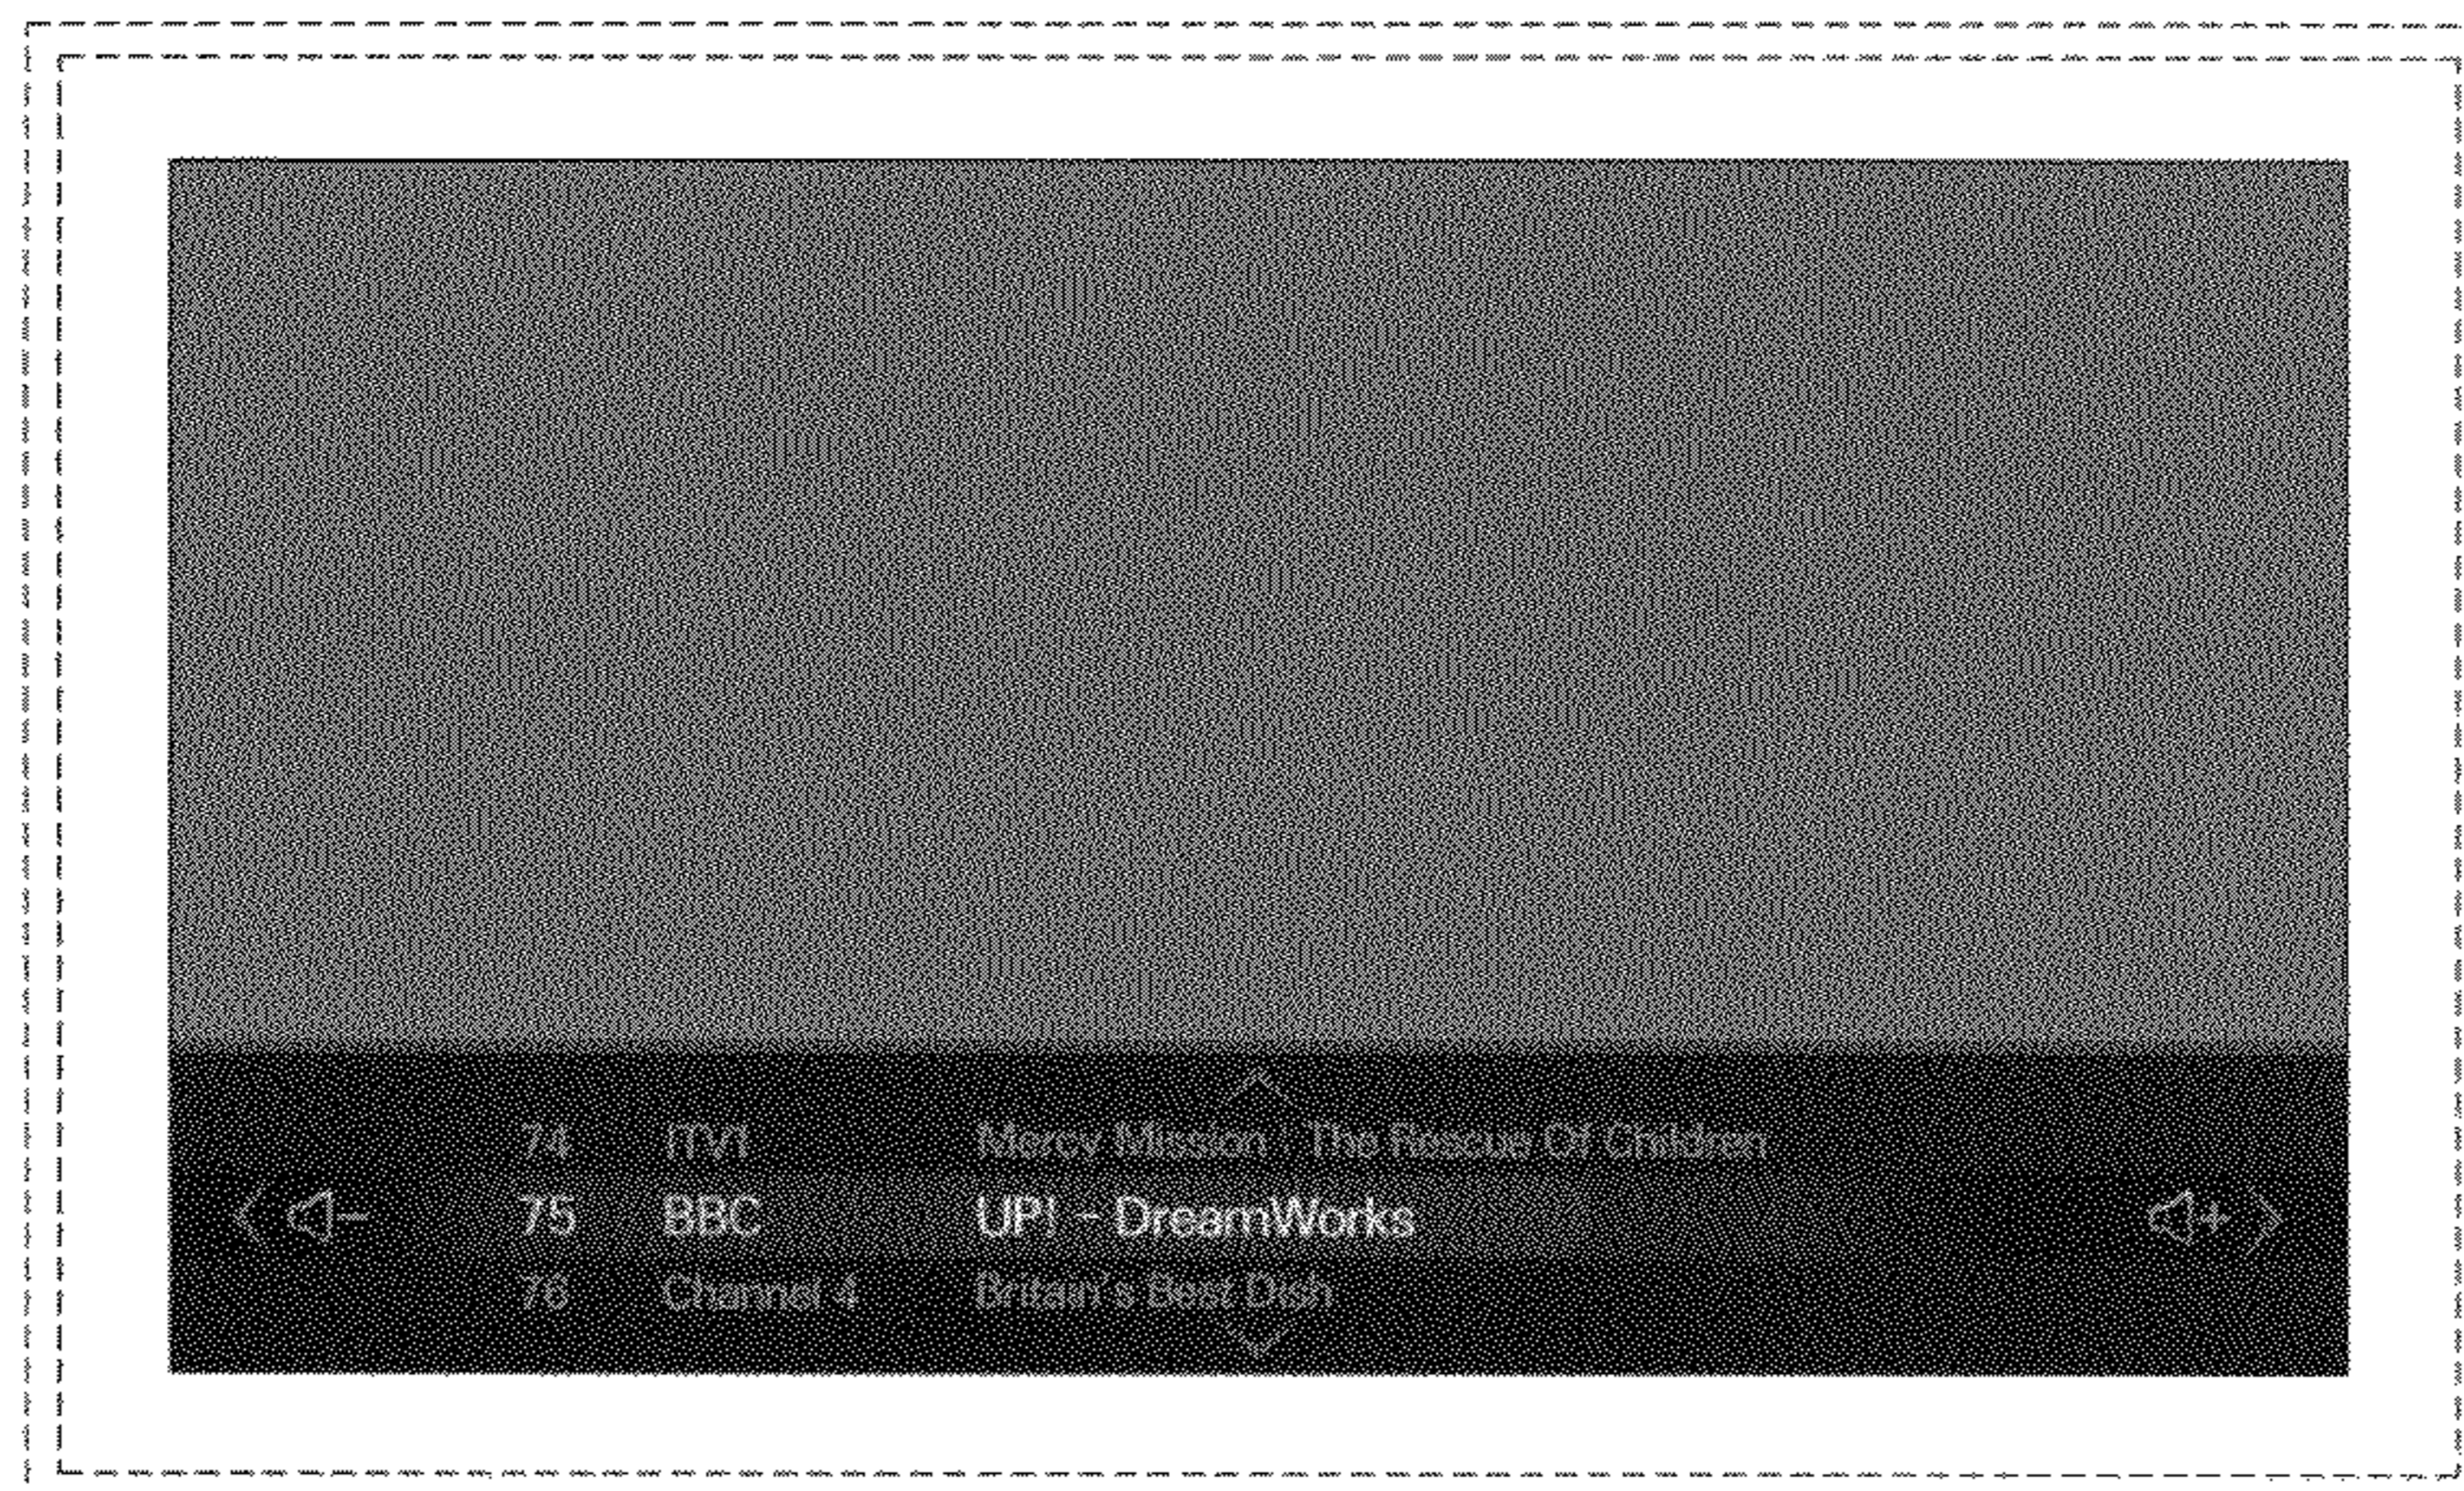 74 ITV1 Mercy Mission : The Rescue Of Children
75 BBC UP! - DreamWorks
76 Channel 4 Britain's Best Dish